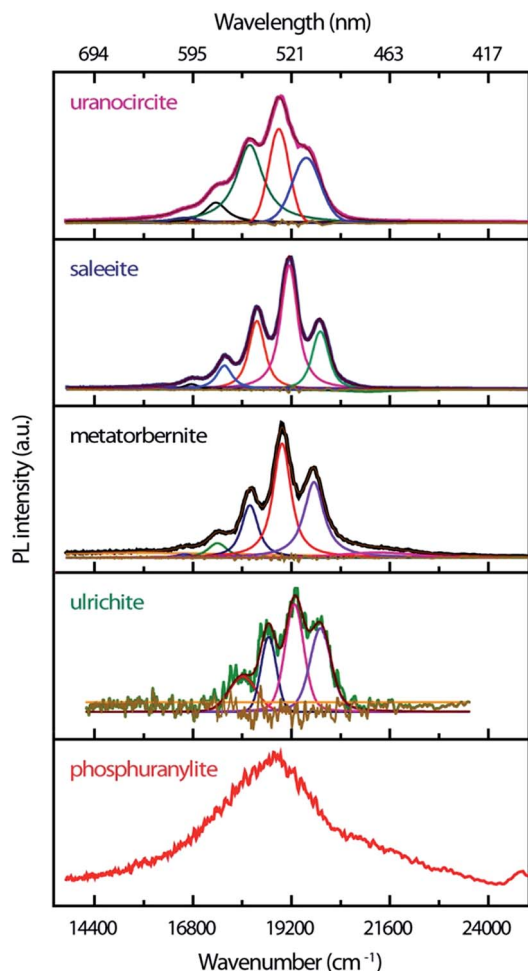 Wavelength (nm)
694 595 521 463 417
uranocircite
saleeite
metatorbernite
ulrichite
phosphuranylite
PL intensity (a.u.)
14400 16800 19200 21600 24000
Wavenumber (cm⁻¹)